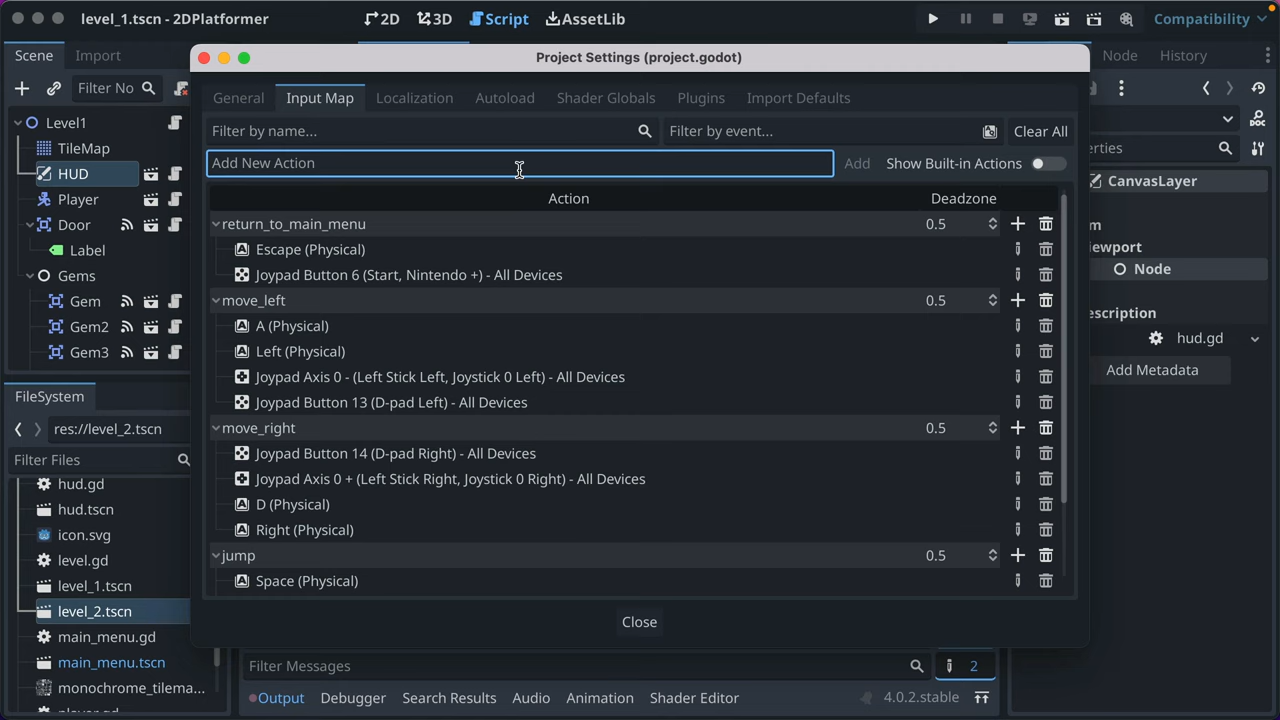 level_1.tscn - 2DPlatformer
2D
3D
Script
AssetLib
Compatibility
Scene
Import
Node
History
Project Settings (project.godot)
Filter No
General
Input Map
Localization
Autoload
Shader Globals
Plugins
Import Defaults
Filter by name...
Filter by event...
Clear All
Add New Action
Add
Show Built-in Actions
Action
Deadzone
return_to_main_menu
0.5
Escape (Physical)
Joypad Button 6 (Start, Nintendo +) - All Devices
move_left
0.5
A (Physical)
Left (Physical)
Joypad Axis 0 - (Left Stick Left, Joystick 0 Left) - All Devices
Joypad Button 13 (D-pad Left) - All Devices
move_right
0.5
Joypad Button 14 (D-pad Right) - All Devices
Joypad Axis 0 + (Left Stick Right, Joystick 0 Right) - All Devices
D (Physical)
Right (Physical)
jump
0.5
Space (Physical)
Close
Level1
TileMap
HUD
Player
Door
Label
Gems
Gem
Gem2
Gem3
FileSystem
res://level_2.tscn
Filter Files
hud.gd
hud.tscn
icon.svg
level.gd
level_1.tscn
level_2.tscn
main_menu.gd
main_menu.tscn
monochrome_tilema...
player.gd
erties
CanvasLayer
m
iewport
Node
escription
hud.gd
Add Metadata
Filter Messages
2
Output
Debugger
Search Results
Audio
Animation
Shader Editor
4.0.2.stable